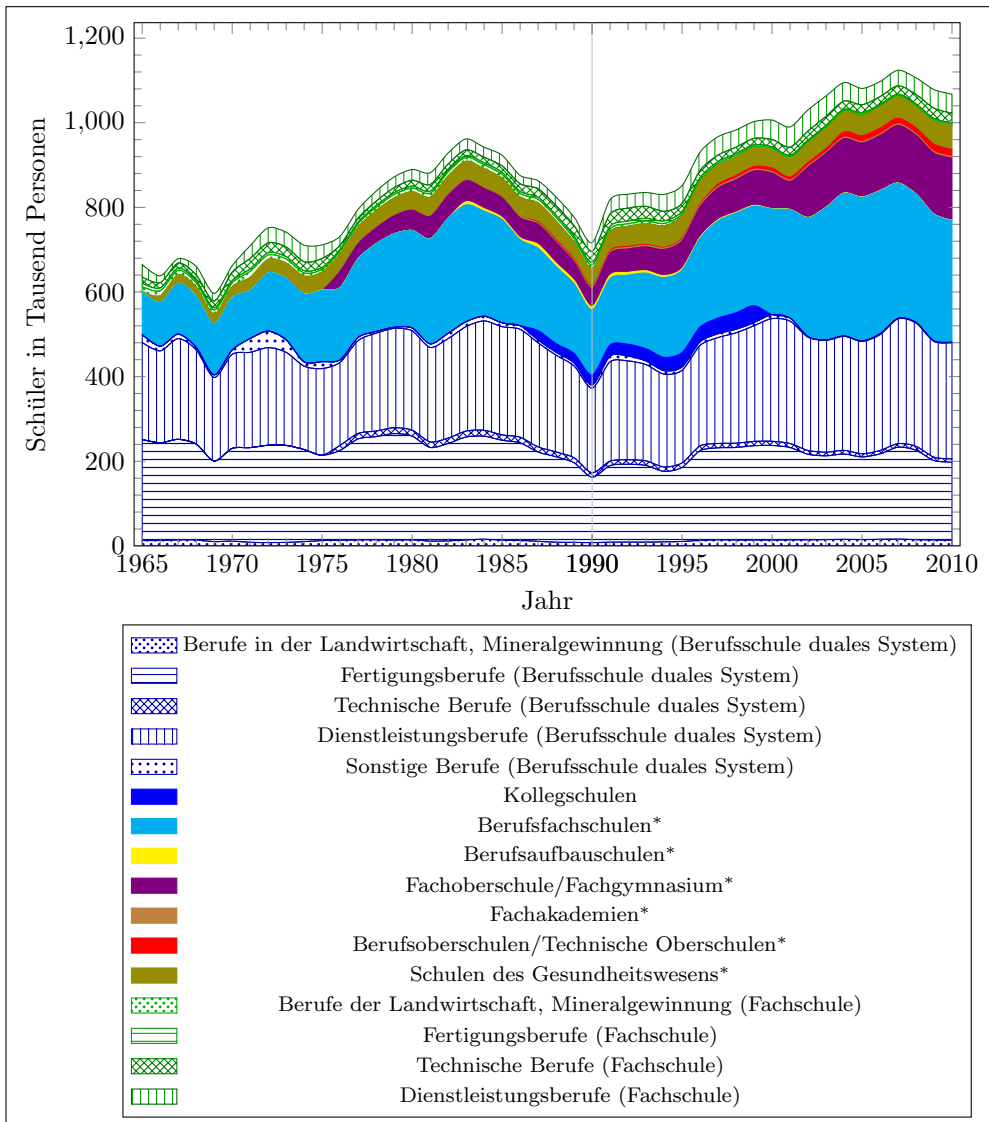 1,200
1,000
800
600
400
200
0
Schüler in Tausend Personen
1965 1970 1975 1980 1985 1990 1995 2000 2005 2010
Jahr
Berufe in der Landwirtschaft, Mineralgewinnung (Berufsschule duales System)
Fertigungsberufe (Berufsschule duales System)
Technische Berufe (Berufsschule duales System)
Dienstleistungsberufe (Berufsschule duales System)
Sonstige Berufe (Berufsschule duales System)
Kollegschulen
Berufsfachschulen*
Berufsaufbauschulen*
Fachoberschule/Fachgymnasium*
Fachakademien*
Berufsoberschulen/Technische Oberschulen*
Schulen des Gesundheitswesens*
Berufe der Landwirtschaft, Mineralgewinnung (Fachschule)
Fertigungsberufe (Fachschule)
Technische Berufe (Fachschule)
Dienstleistungsberufe (Fachschule)